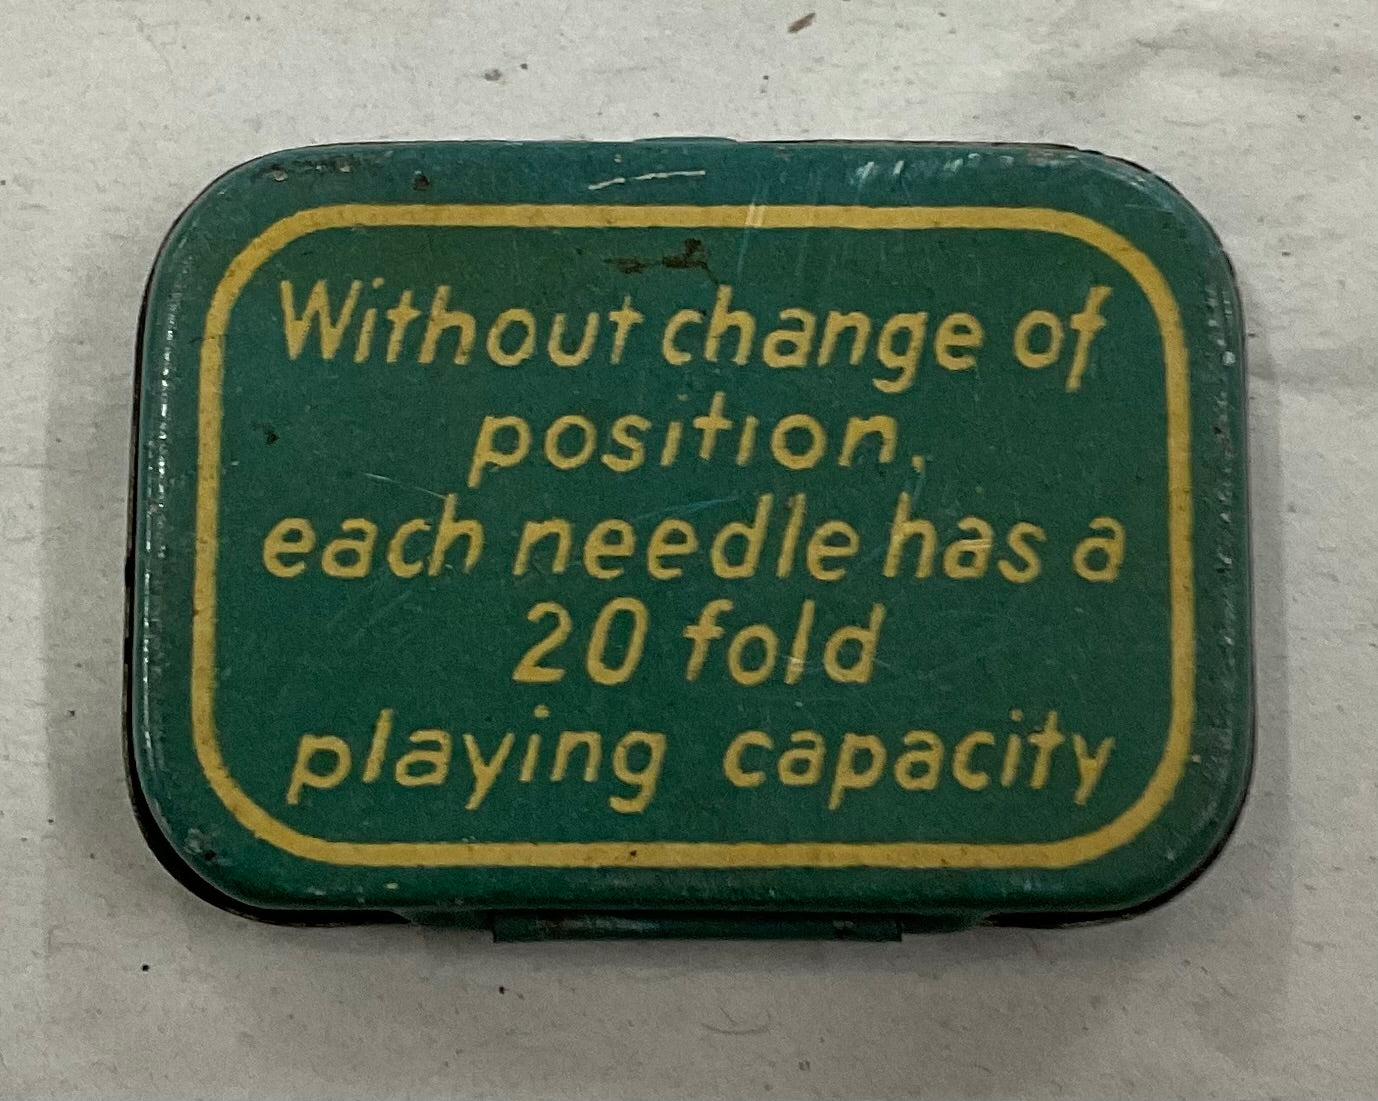 Without change of
position,
each needle has a
20 fold
playing capacity